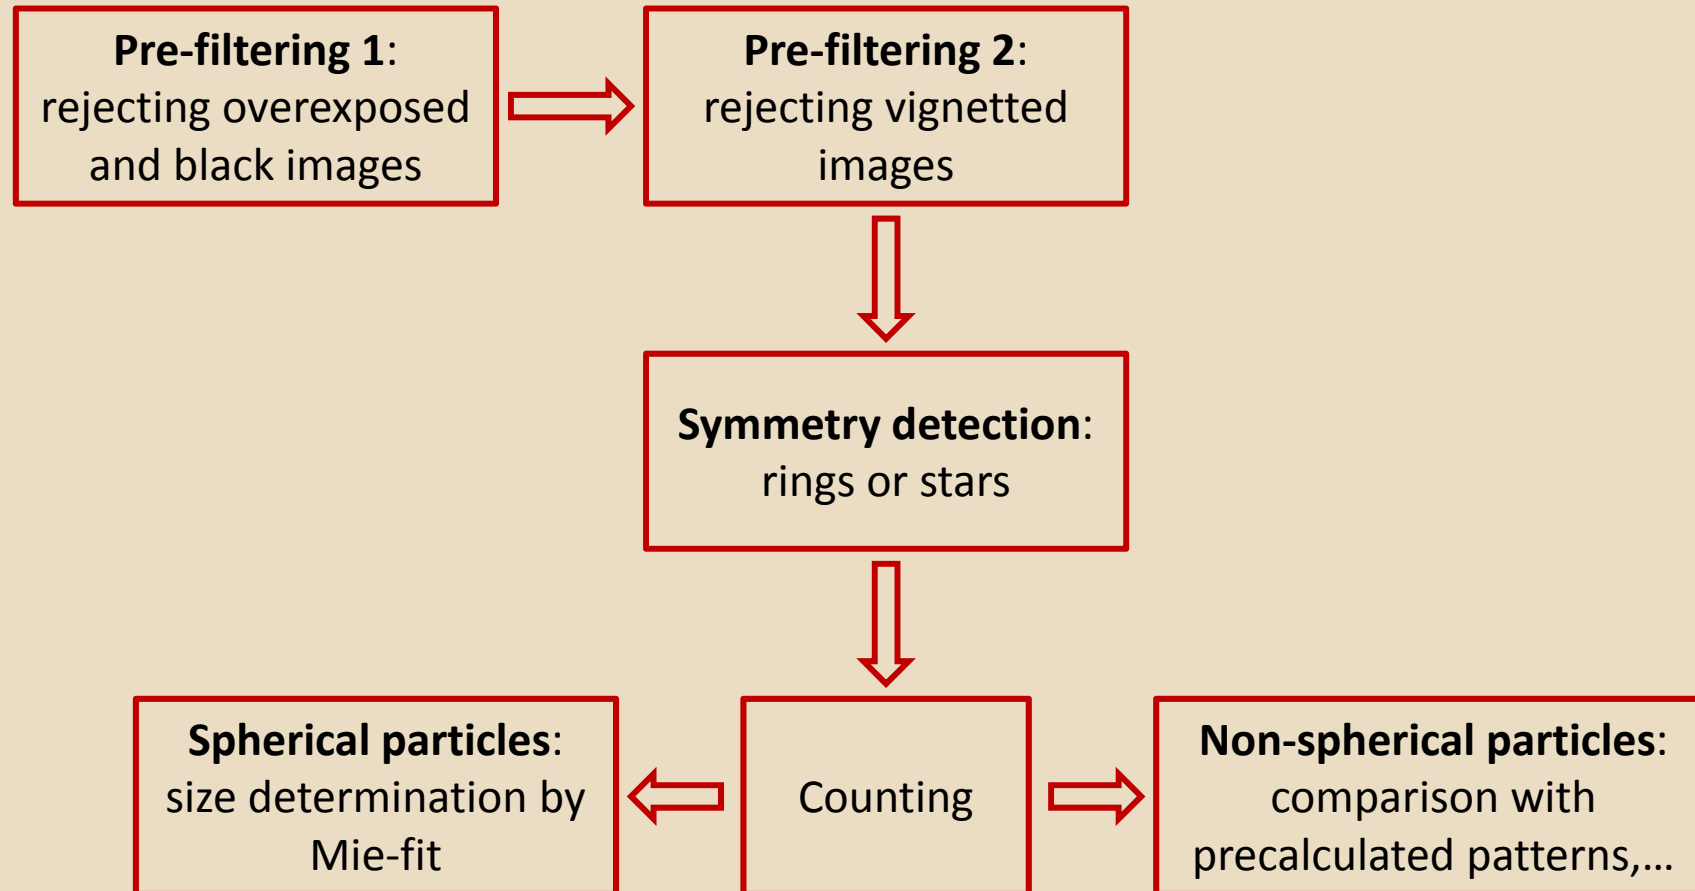 Pre-filtering 1:
rejecting overexposed
and black images
Pre-filtering 2:
rejecting vignetted
images
Symmetry detection:
rings or stars
Spherical particles:
size determination by
Mie-fit
Counting
Non-spherical particles:
comparison with
precalculated patterns,...